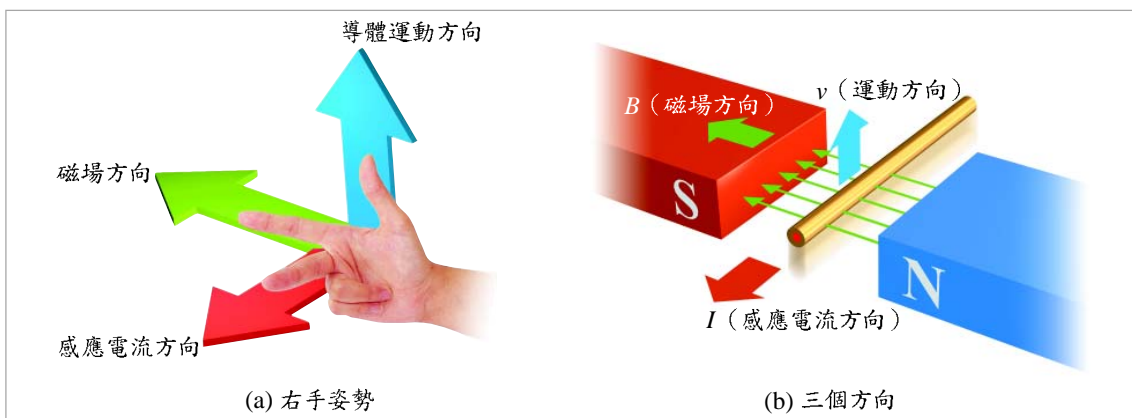 導體運動方向
磁場方向
感應電流方向
(a) 右手姿勢
B（磁場方向）
v（運動方向）
S
N
I（感應電流方向）
(b) 三個方向